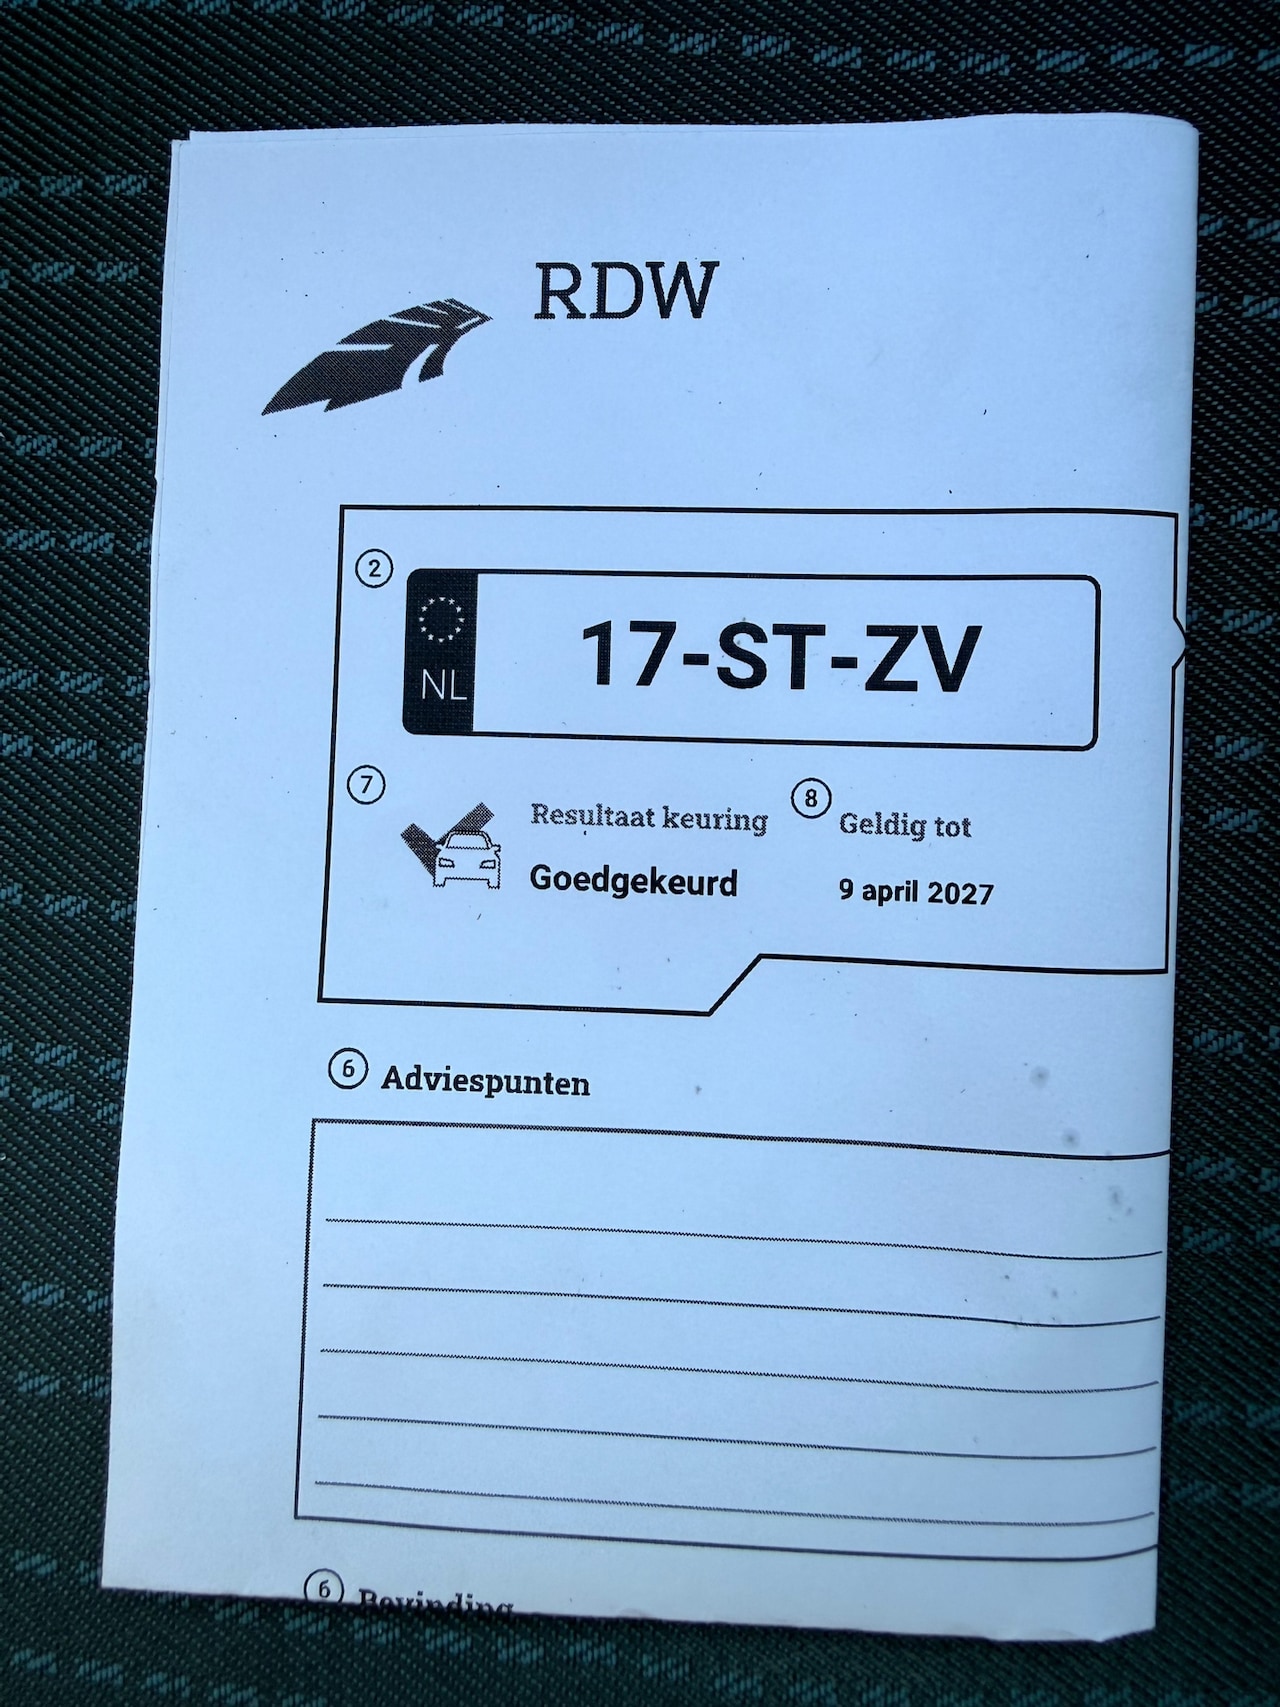 RDW
2
NL
17-ST-ZV
7
Resultaat keuring
Goedgekeurd
8
Geldig tot
9 april 2027
6 Adviespunten
6 Bevinding